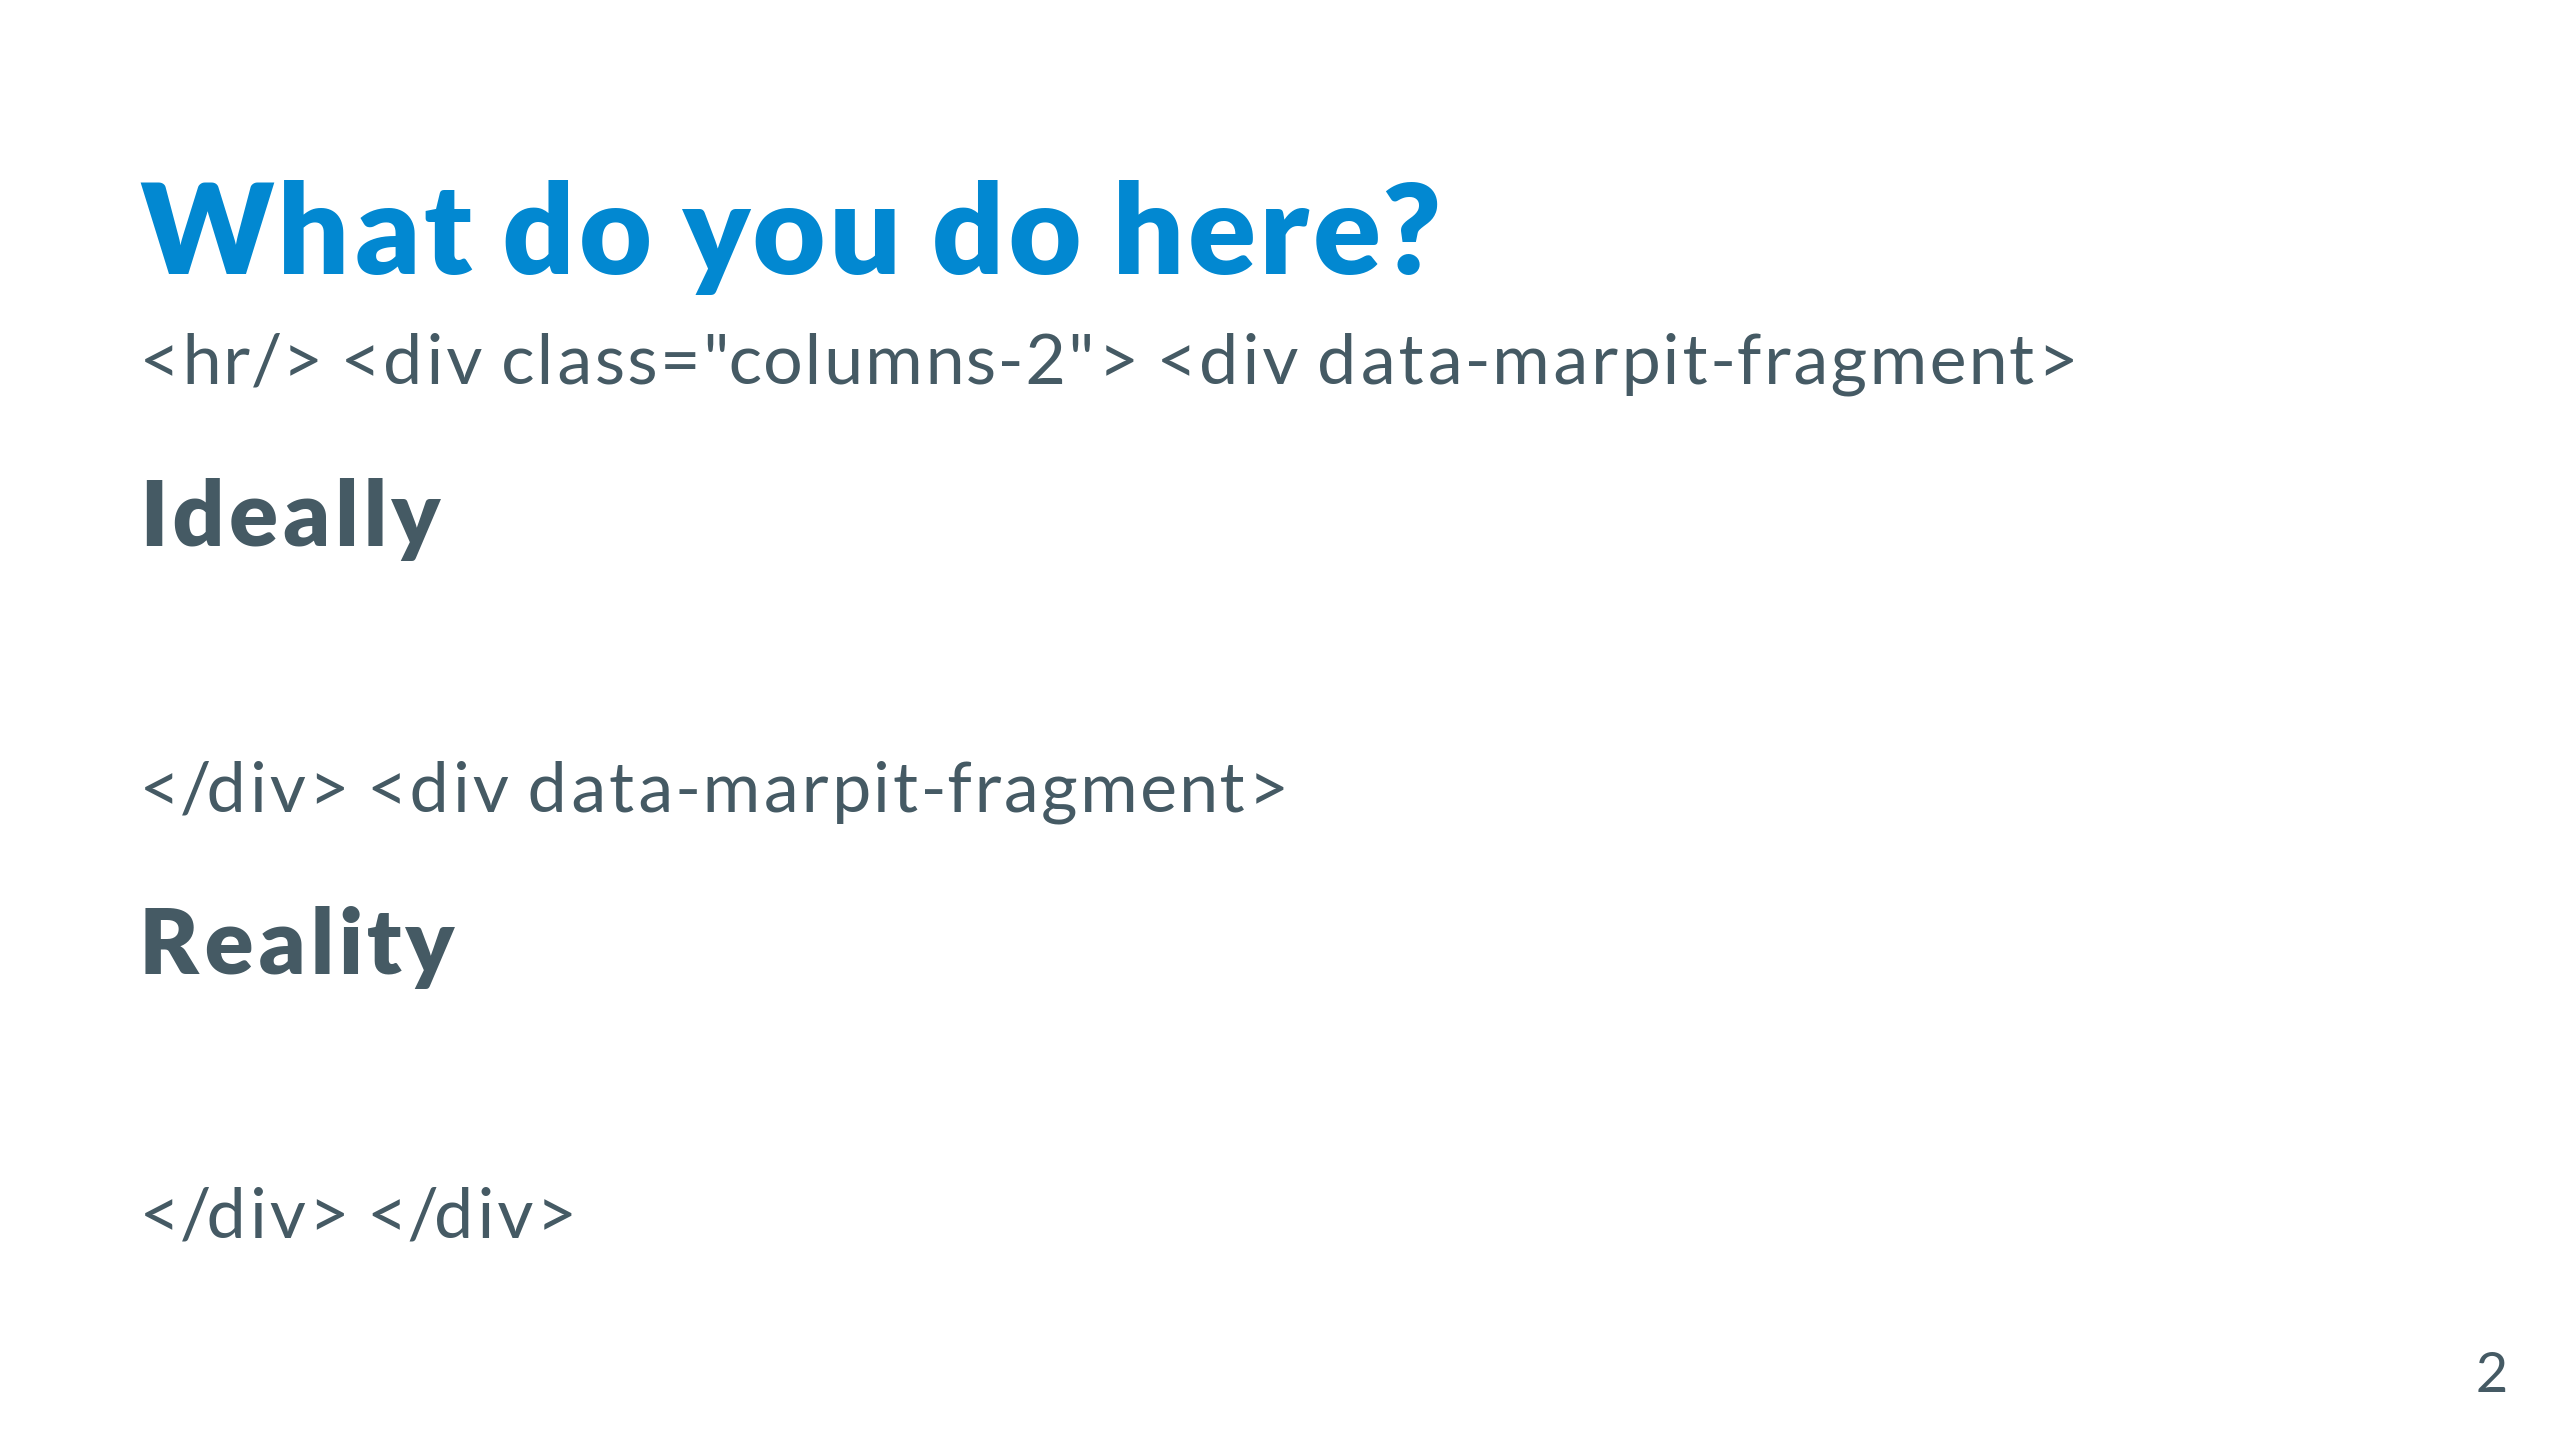 What do you do here?
<hr/> <div class="columns-2"> <div data-marpit-fragment>
Ideally
</div> <div data-marpit-fragment>
Reality
</div> </div>
2